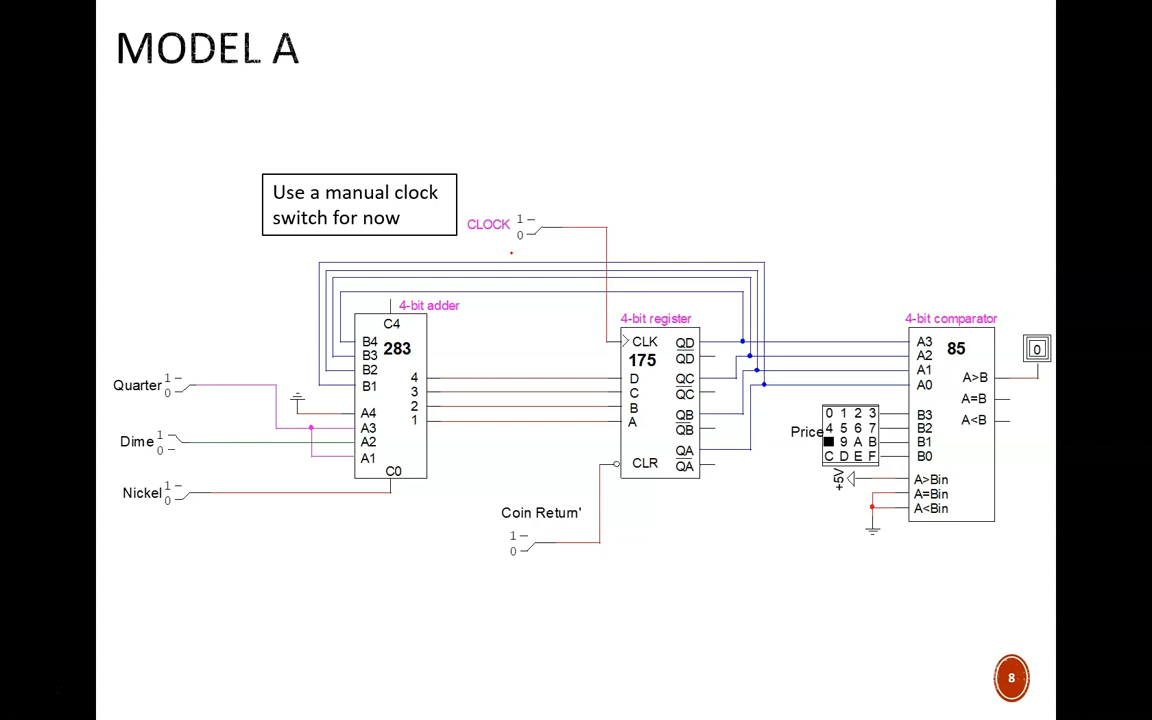 MODEL A
Use a manual clock
switch for now
CLOCK
1
0
4-bit adder
C4
B4
B3
B2
B1
283
A4
A3
A2
A1
4
3
2
1
C0
Quarter
1
0
Dime
1
0
Nickel
1
0
4-bit register
CLK
175
D
C
B
A
CLR
QD
QD
QC
QC
QB
QB
QA
QA
Coin Return'
1
0
4-bit comparator
A3
A2
A1
A0
85
A>B
A=B
A<B
0
B3
B2
B1
B0
A>Bin
A=Bin
A<Bin
Price
0 1 2 3
4 5 6 7
9 A B
C D E F
+5V
8